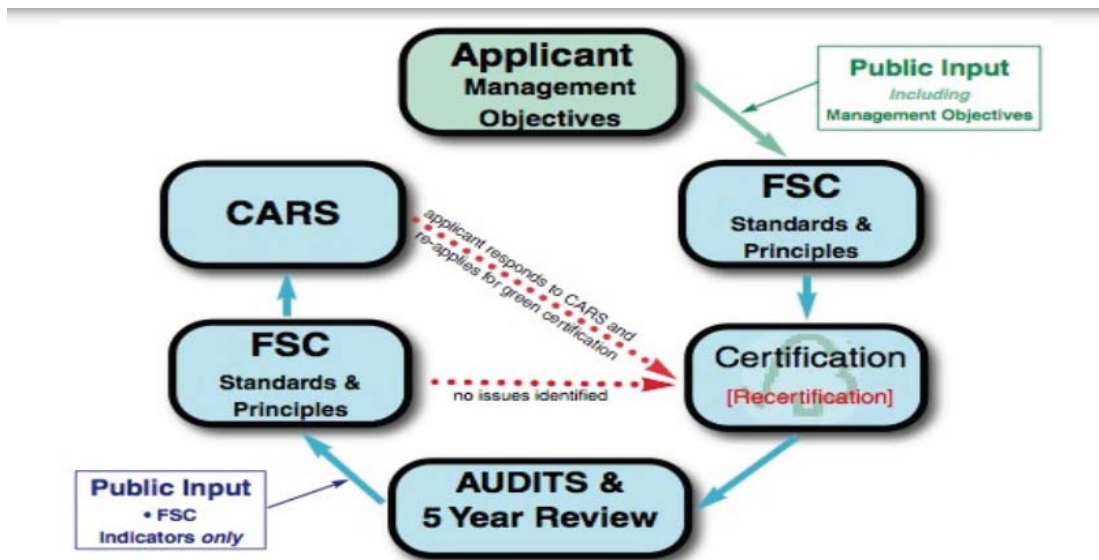 Applicant
Management
Objectives
Public Input
Including
Management Objectives
FSC
Standards &
Principles
CARS
applicant responds to CARS and
re-applies for green certification
FSC
Standards &
Principles
no issues identified
Certification
[Recertification]
AUDITS &
5 Year Review
Public Input
• FSC
Indicators only